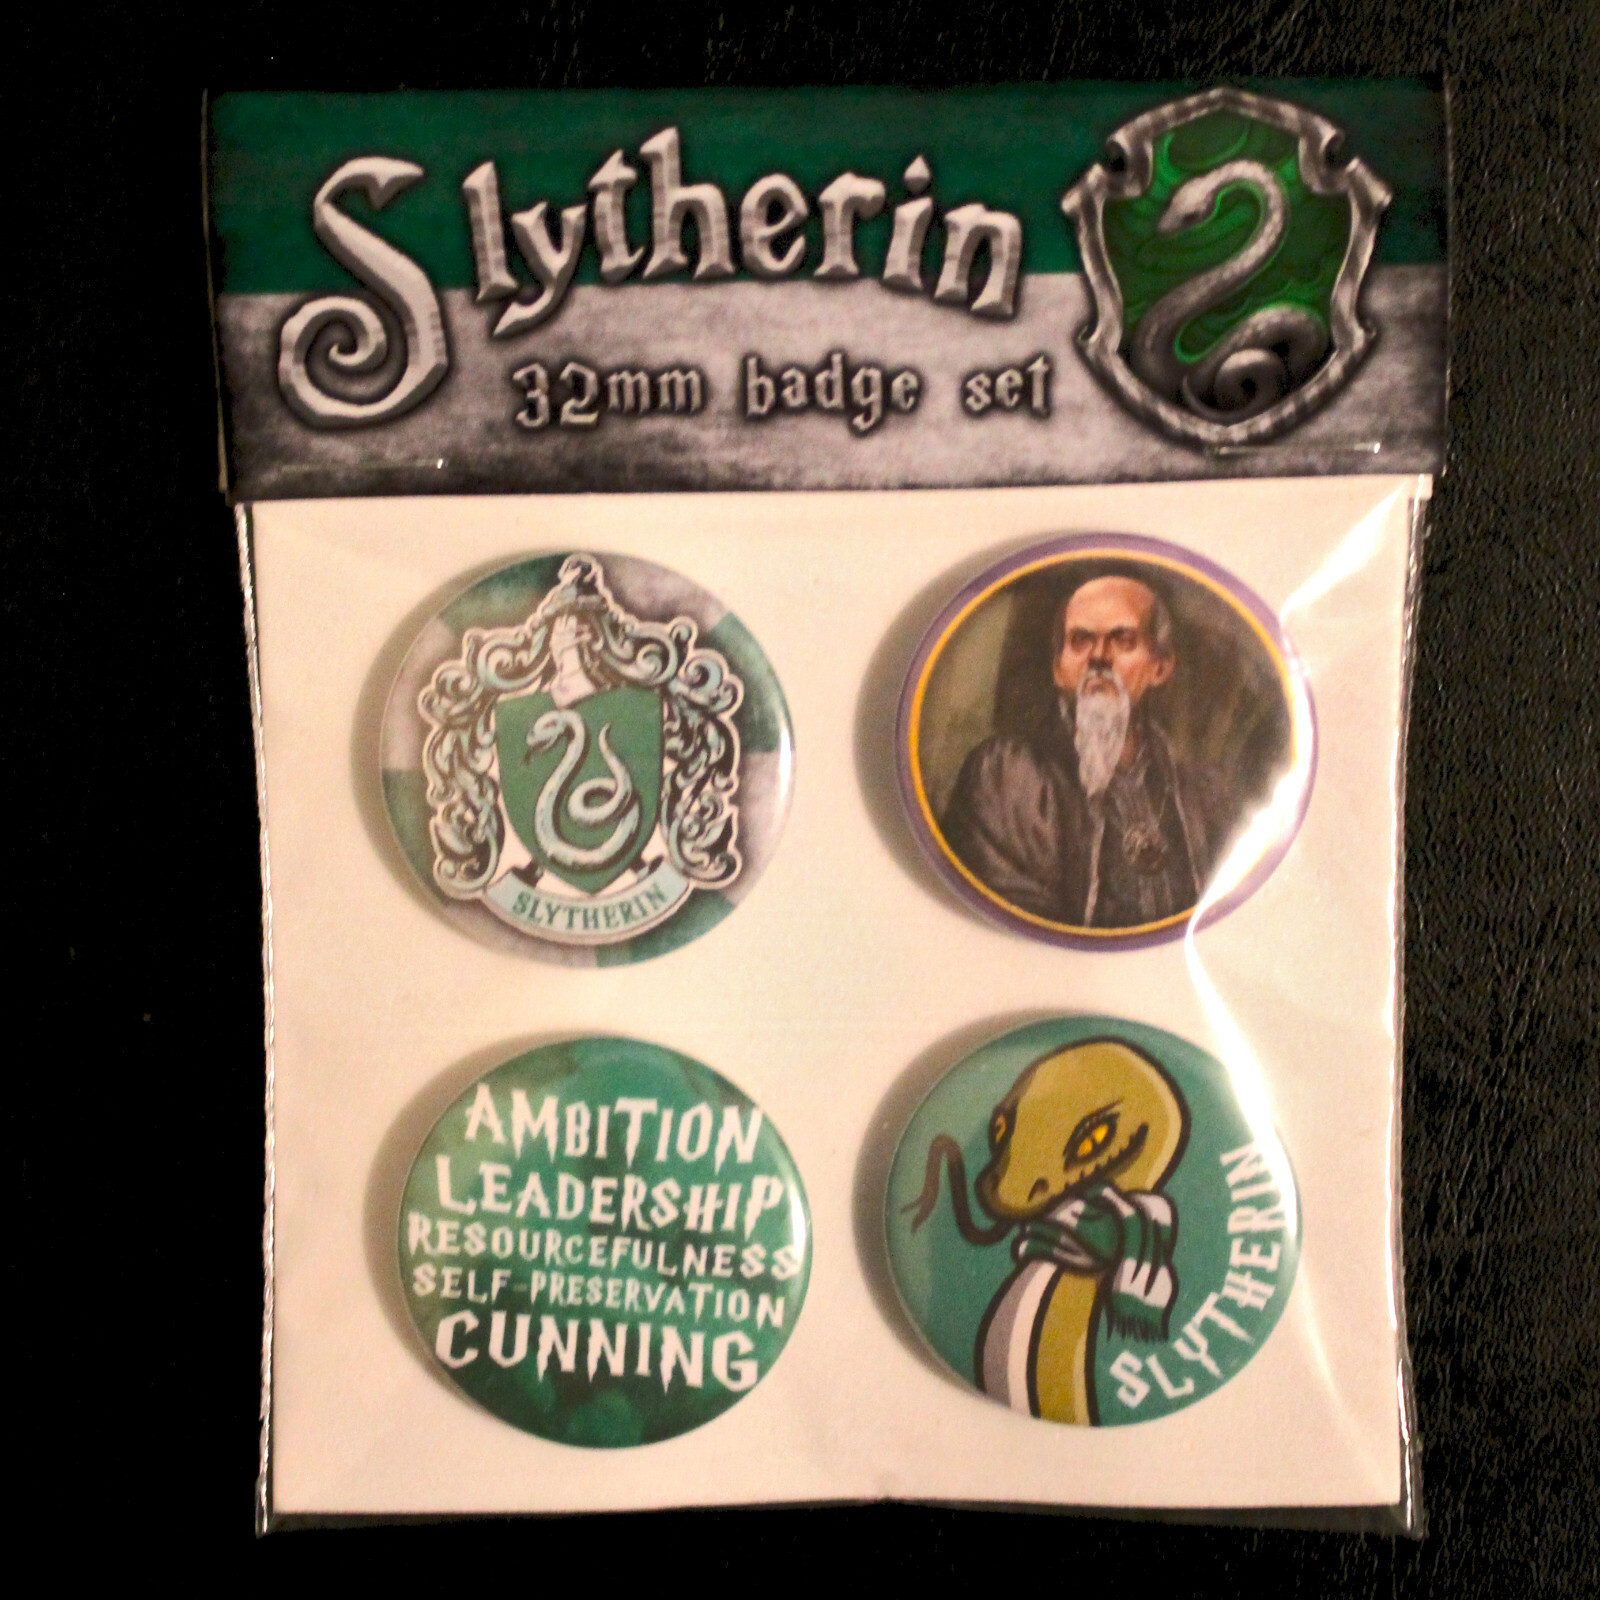 Slytherin
32mm badge set
SLYTHERIN
AMBITION
LEADERSHIP
RESOURCEFULNESS
SELF-PRESERVATION
CUNNING
SLYTHERIN